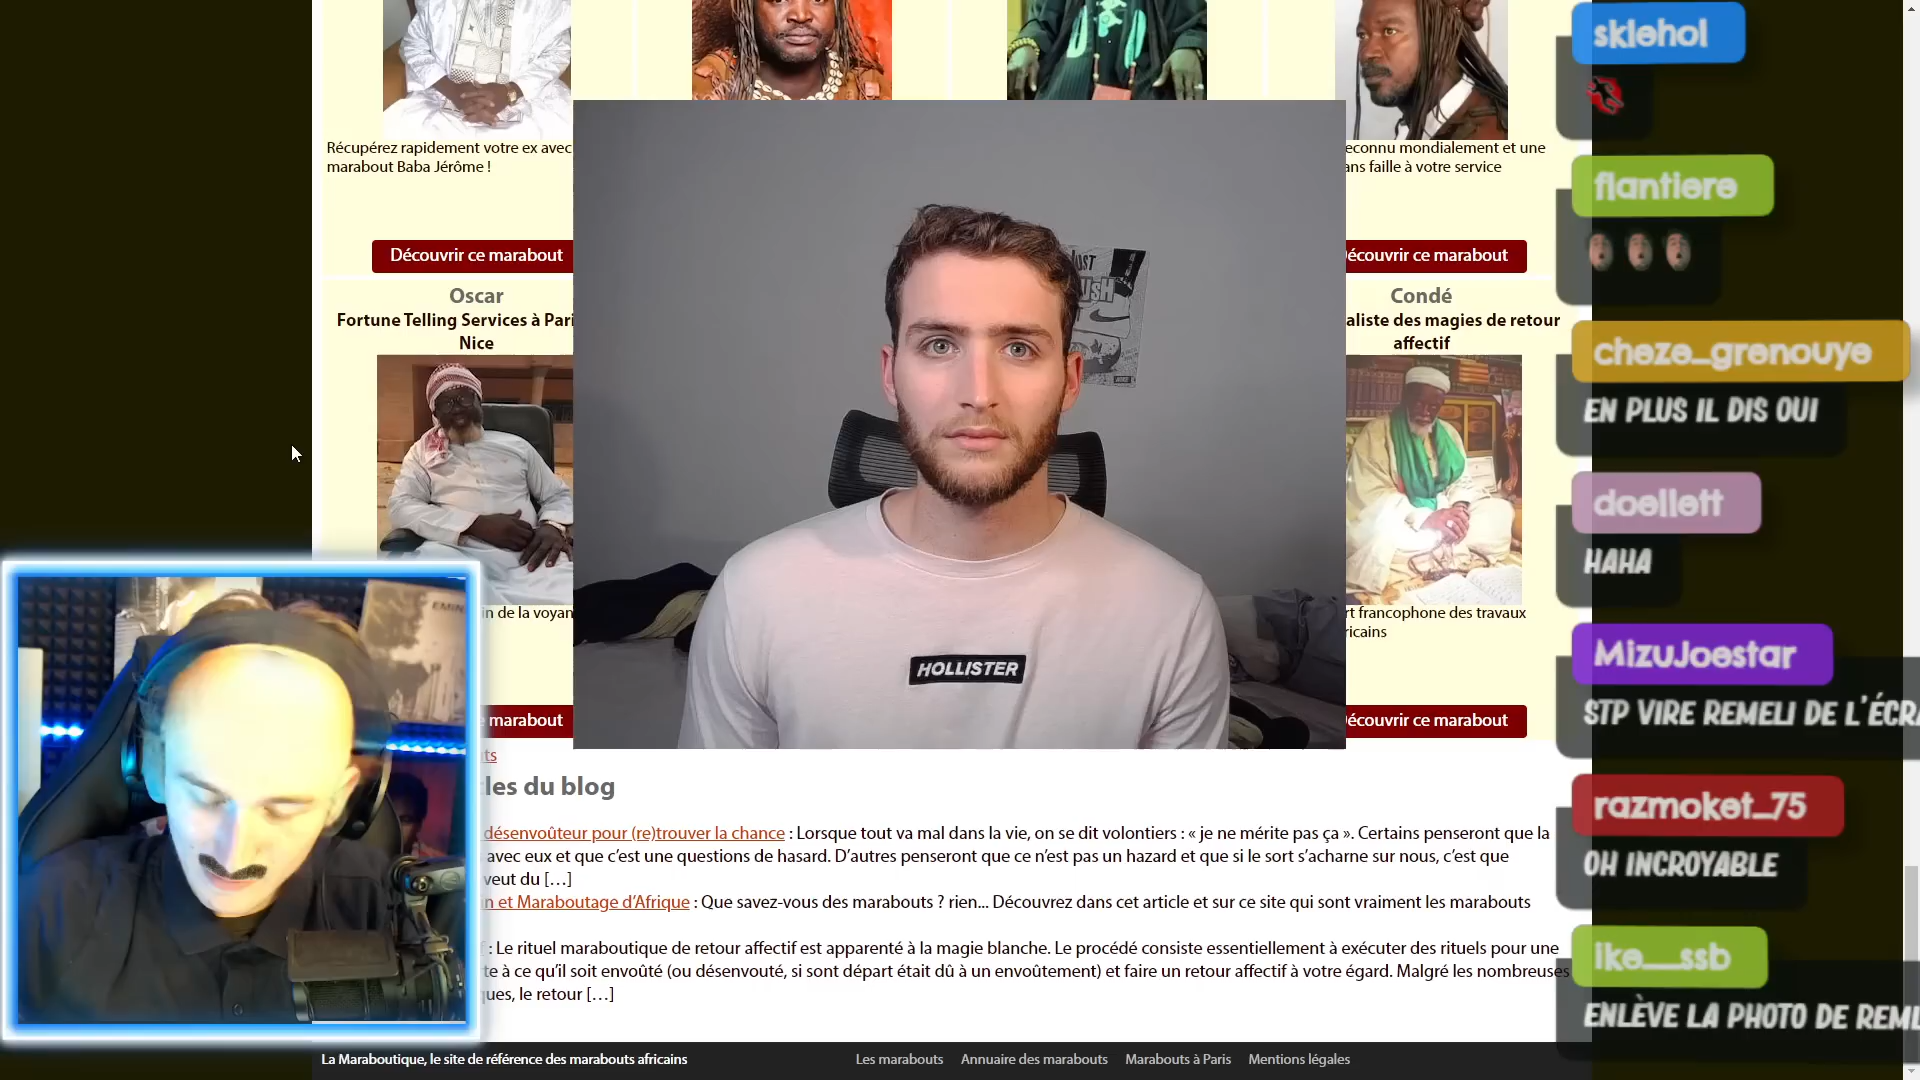 Récupérez rapidement votre ex avec
marabout Baba Jérôme !
econnu mondialement et une
ans faille à votre service
Découvrir ce marabout
écouvrir ce marabout
Oscar
Fortune Telling Services à Pari
Nice
Condé
aliste des magies de retour
affectif
in de la voyan
rt francophone des travaux
ricains
e marabout
écouvrir ce marabout
HOLLISTER
EMIN
ts
les du blog
désenvoûteur pour (re)trouver la chance : Lorsque tout va mal dans la vie, on se dit volontiers : « je ne mérite pas ça ». Certains penseront que la
avec eux et que c’est une questions de hasard. D’autres penseront que ce n’est pas un hazard et que si le sort s’acharne sur nous, c’est que
veut du […]
in et Maraboutage d’Afrique : Que savez-vous des marabouts ? rien... Découvrez dans cet article et sur ce site qui sont vraiment les marabouts
: Le rituel maraboutique de retour affectif est apparenté à la magie blanche. Le procédé consiste essentiellement à exécuter des rituels pour une
te à ce qu’il soit envoûté (ou désenvouté, si sont départ était dû à un envoûtement) et faire un retour affectif à votre égard. Malgré les nombreuses
ques, le retour […]
La Maraboutique, le site de référence des marabouts africains
Les marabouts
Annuaire des marabouts
Marabouts à Paris
Mentions légales
sklehol
flantiere
cheze_grenouye
EN PLUS IL DIS OUI
doellett
HAHA
MizuJoestar
STP VIRE REMELI DE L'ÉCRA
razmoket_75
OH INCROYABLE
ike__ssb
ENLÈVE LA PHOTO DE REML